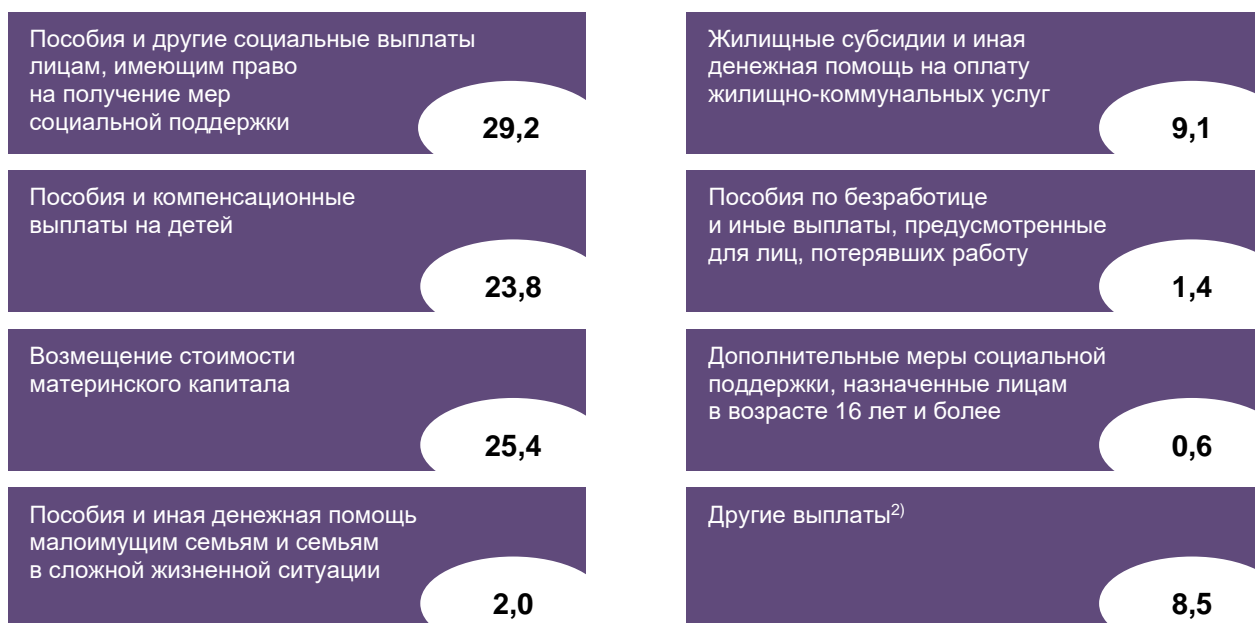 Пособия и другие социальные выплаты
лицам, имеющим право
на получение мер
социальной поддержки
29,2
Жилищные субсидии и иная
денежная помощь на оплату
жилищно-коммунальных услуг
9,1
Пособия и компенсационные
выплаты на детей
23,8
Пособия по безработице
и иные выплаты, предусмотренные
для лиц, потерявших работу
1,4
Возмещение стоимости
материнского капитала
25,4
Дополнительные меры социальной
поддержки, назначенные лицам
в возрасте 16 лет и более
0,6
Пособия и иная денежная помощь
малоимущим семьям и семьям
в сложной жизненной ситуации
2,0
Другие выплаты²⁾
8,5